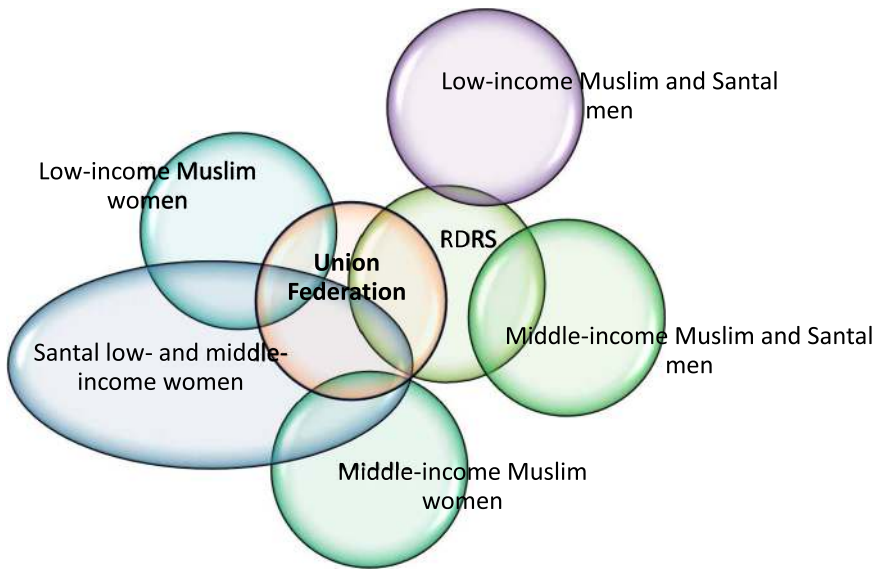 Low-income Muslim and Santal
men
Low-income Muslim
women
RDRS
Union
Federation
Middle-income Muslim and Santal
men
Santal low- and middle-
income women
Middle-income Muslim
women